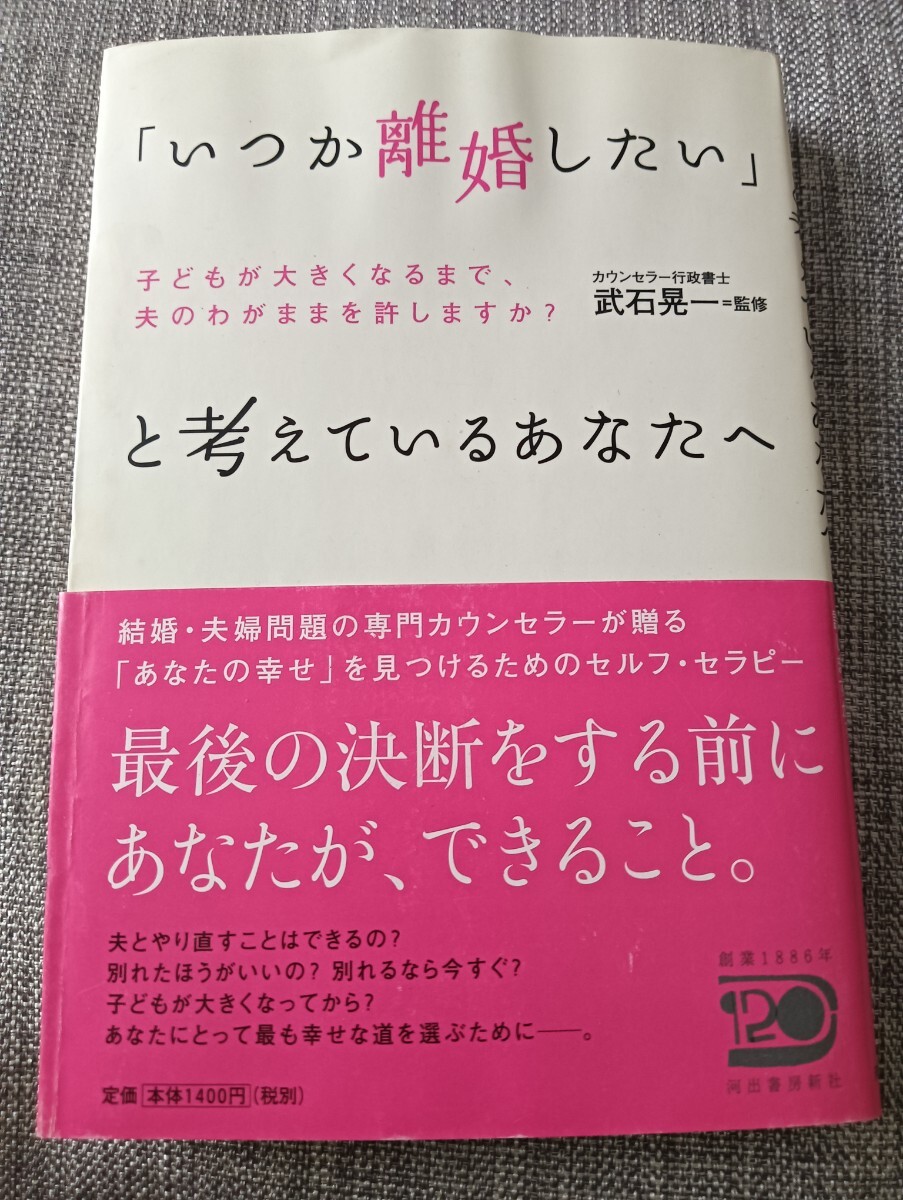 「いつか離婚したい」
子どもが大きくなるまで、
夫のわがままを許しますか?
カウンセラー行政書士
武石晃一=監修
と考えているあなたへ
結婚・夫婦問題の専門カウンセラーが贈る
「あなたの幸せ」を見つけるためのセルフ・セラピー
最後の決断をする前に
あなたが、できること。
夫とやり直すことはできるの?
別れたほうがいいの? 別れるなら今すぐ?
子どもが大きくなってから?
あなたにとって最も幸せな道を選ぶために――。
定価 本体1400円(税別)
創業1886年
120
河出書房新社